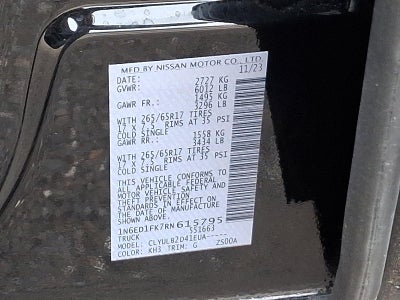 MFD BY NISSAN MOTOR CO., LTD.
DATE: 11/23
GVWR: 2727 KG
6012 LB
GAWR FR.: 1495 KG
3296 LB
WITH 265/65R17 TIRES
17 x 7.5 RIMS AT 35 PSI
COLD SINGLE
GAWR RR.: 1558 KG
3434 LB
WITH 265/65R17 TIRES
17 x 7.5 RIMS AT 35 PSI
COLD SINGLE
THIS VEHICLE CONFORMS TO
ALL APPLICABLE FEDERAL
MOTOR VEHICLE SAFETY AND
THEFT PREVENTION
STANDARDS IN EFFECT ON
THE DATE OF MANUFACTURE
SHOWN ABOVE.
1N6ED1FK7RN615795
TRUCK 551663
MODEL: CLYULB2D41EUA-----
COLOR: KH3 TRIM: G Z500A